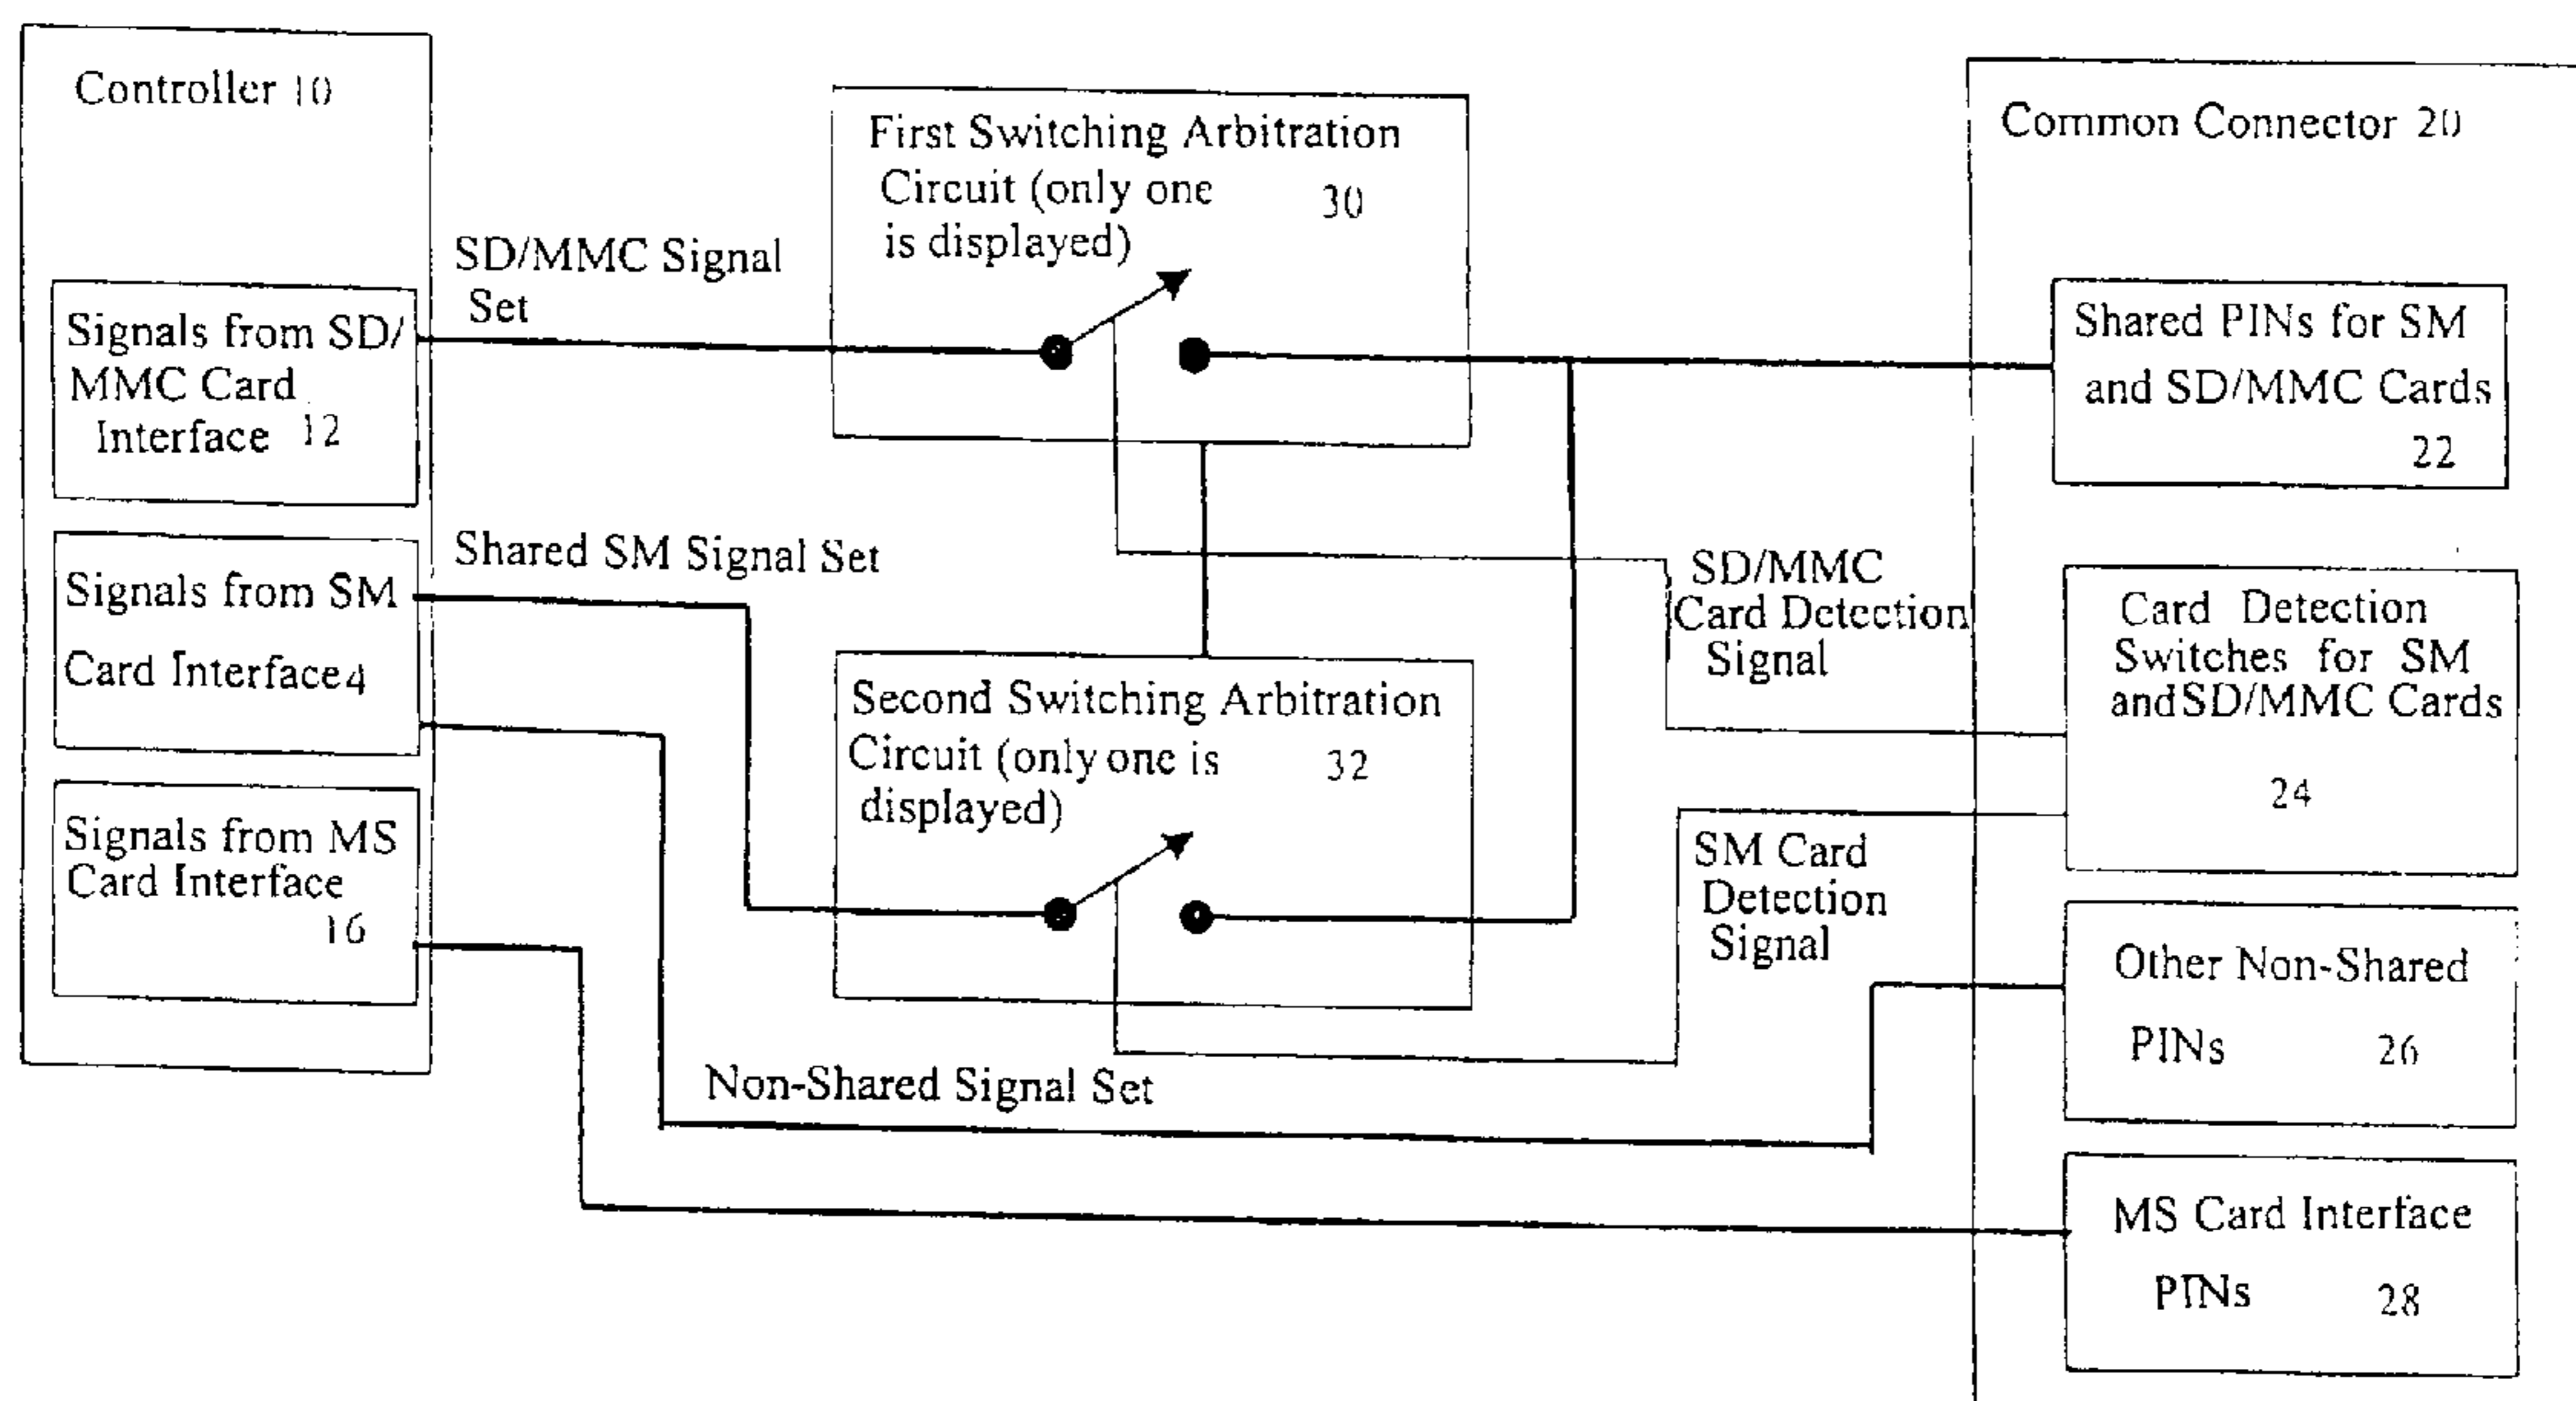 Controller 10
Signals from SD/
MMC Card
Interface 12
Signals from SM
Card Interface4
Signals from MS
Card Interface
16
SD/MMC Signal
Set
Shared SM Signal Set
Non-Shared Signal Set
First Switching Arbitration
Circuit (only one 30
is displayed)
Second Switching Arbitration
Circuit (only one is 32
displayed)
SD/MMC
Card Detection
Signal
SM Card
Detection
Signal
Common Connector 20
Shared PINs for SM
and SD/MMC Cards
22
Card Detection
Switches for SM
and SD/MMC Cards
24
Other Non-Shared
PINs 26
MS Card Interface
PINs 28